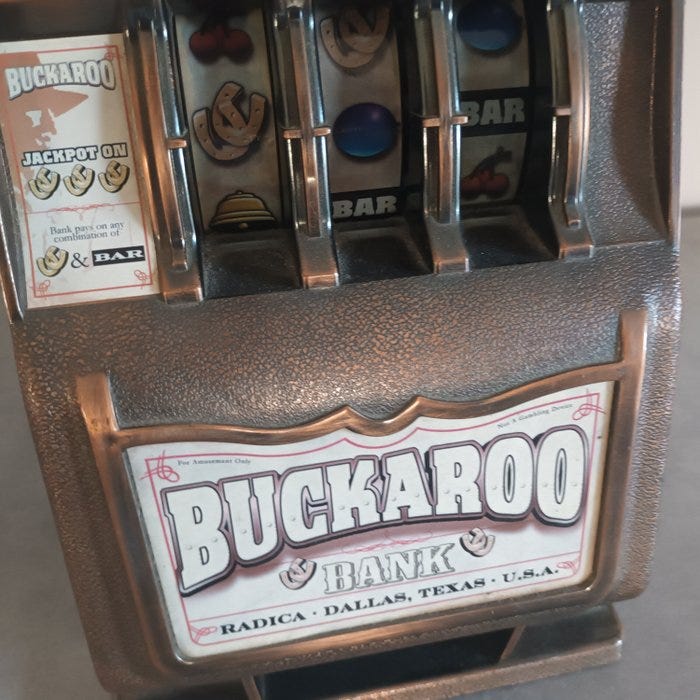 BUCKAROO
JACKPOT ON
Bank pays on any
combination of
& BAR
BAR
BAR
For Amusement Only
Not A Gambling Device
BUCKAROO
BANK
RADICA · DALLAS, TEXAS · U.S.A.